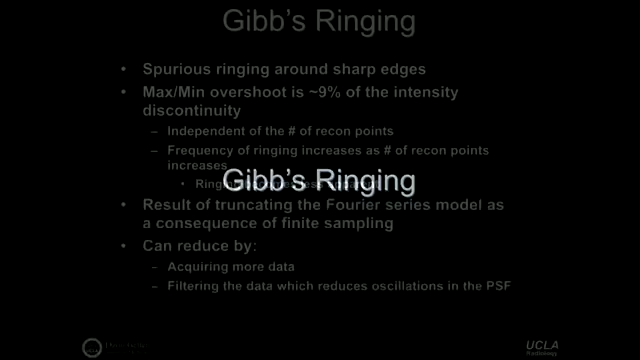 Gibb's Ringing
• Spurious ringing around sharp edges
• Max/Min overshoot is ~9% of the intensity
discontinuity
– Independent of the # of recon points
– Frequency of ringing increases as # of recon points
increases
Gibb's Ringing
• Result of truncating the Fourier series model as
a consequence of finite sampling
• Can reduce by:
– Acquiring more data
– Filtering the data which reduces oscillations in the PSF
UCLA
Radiology